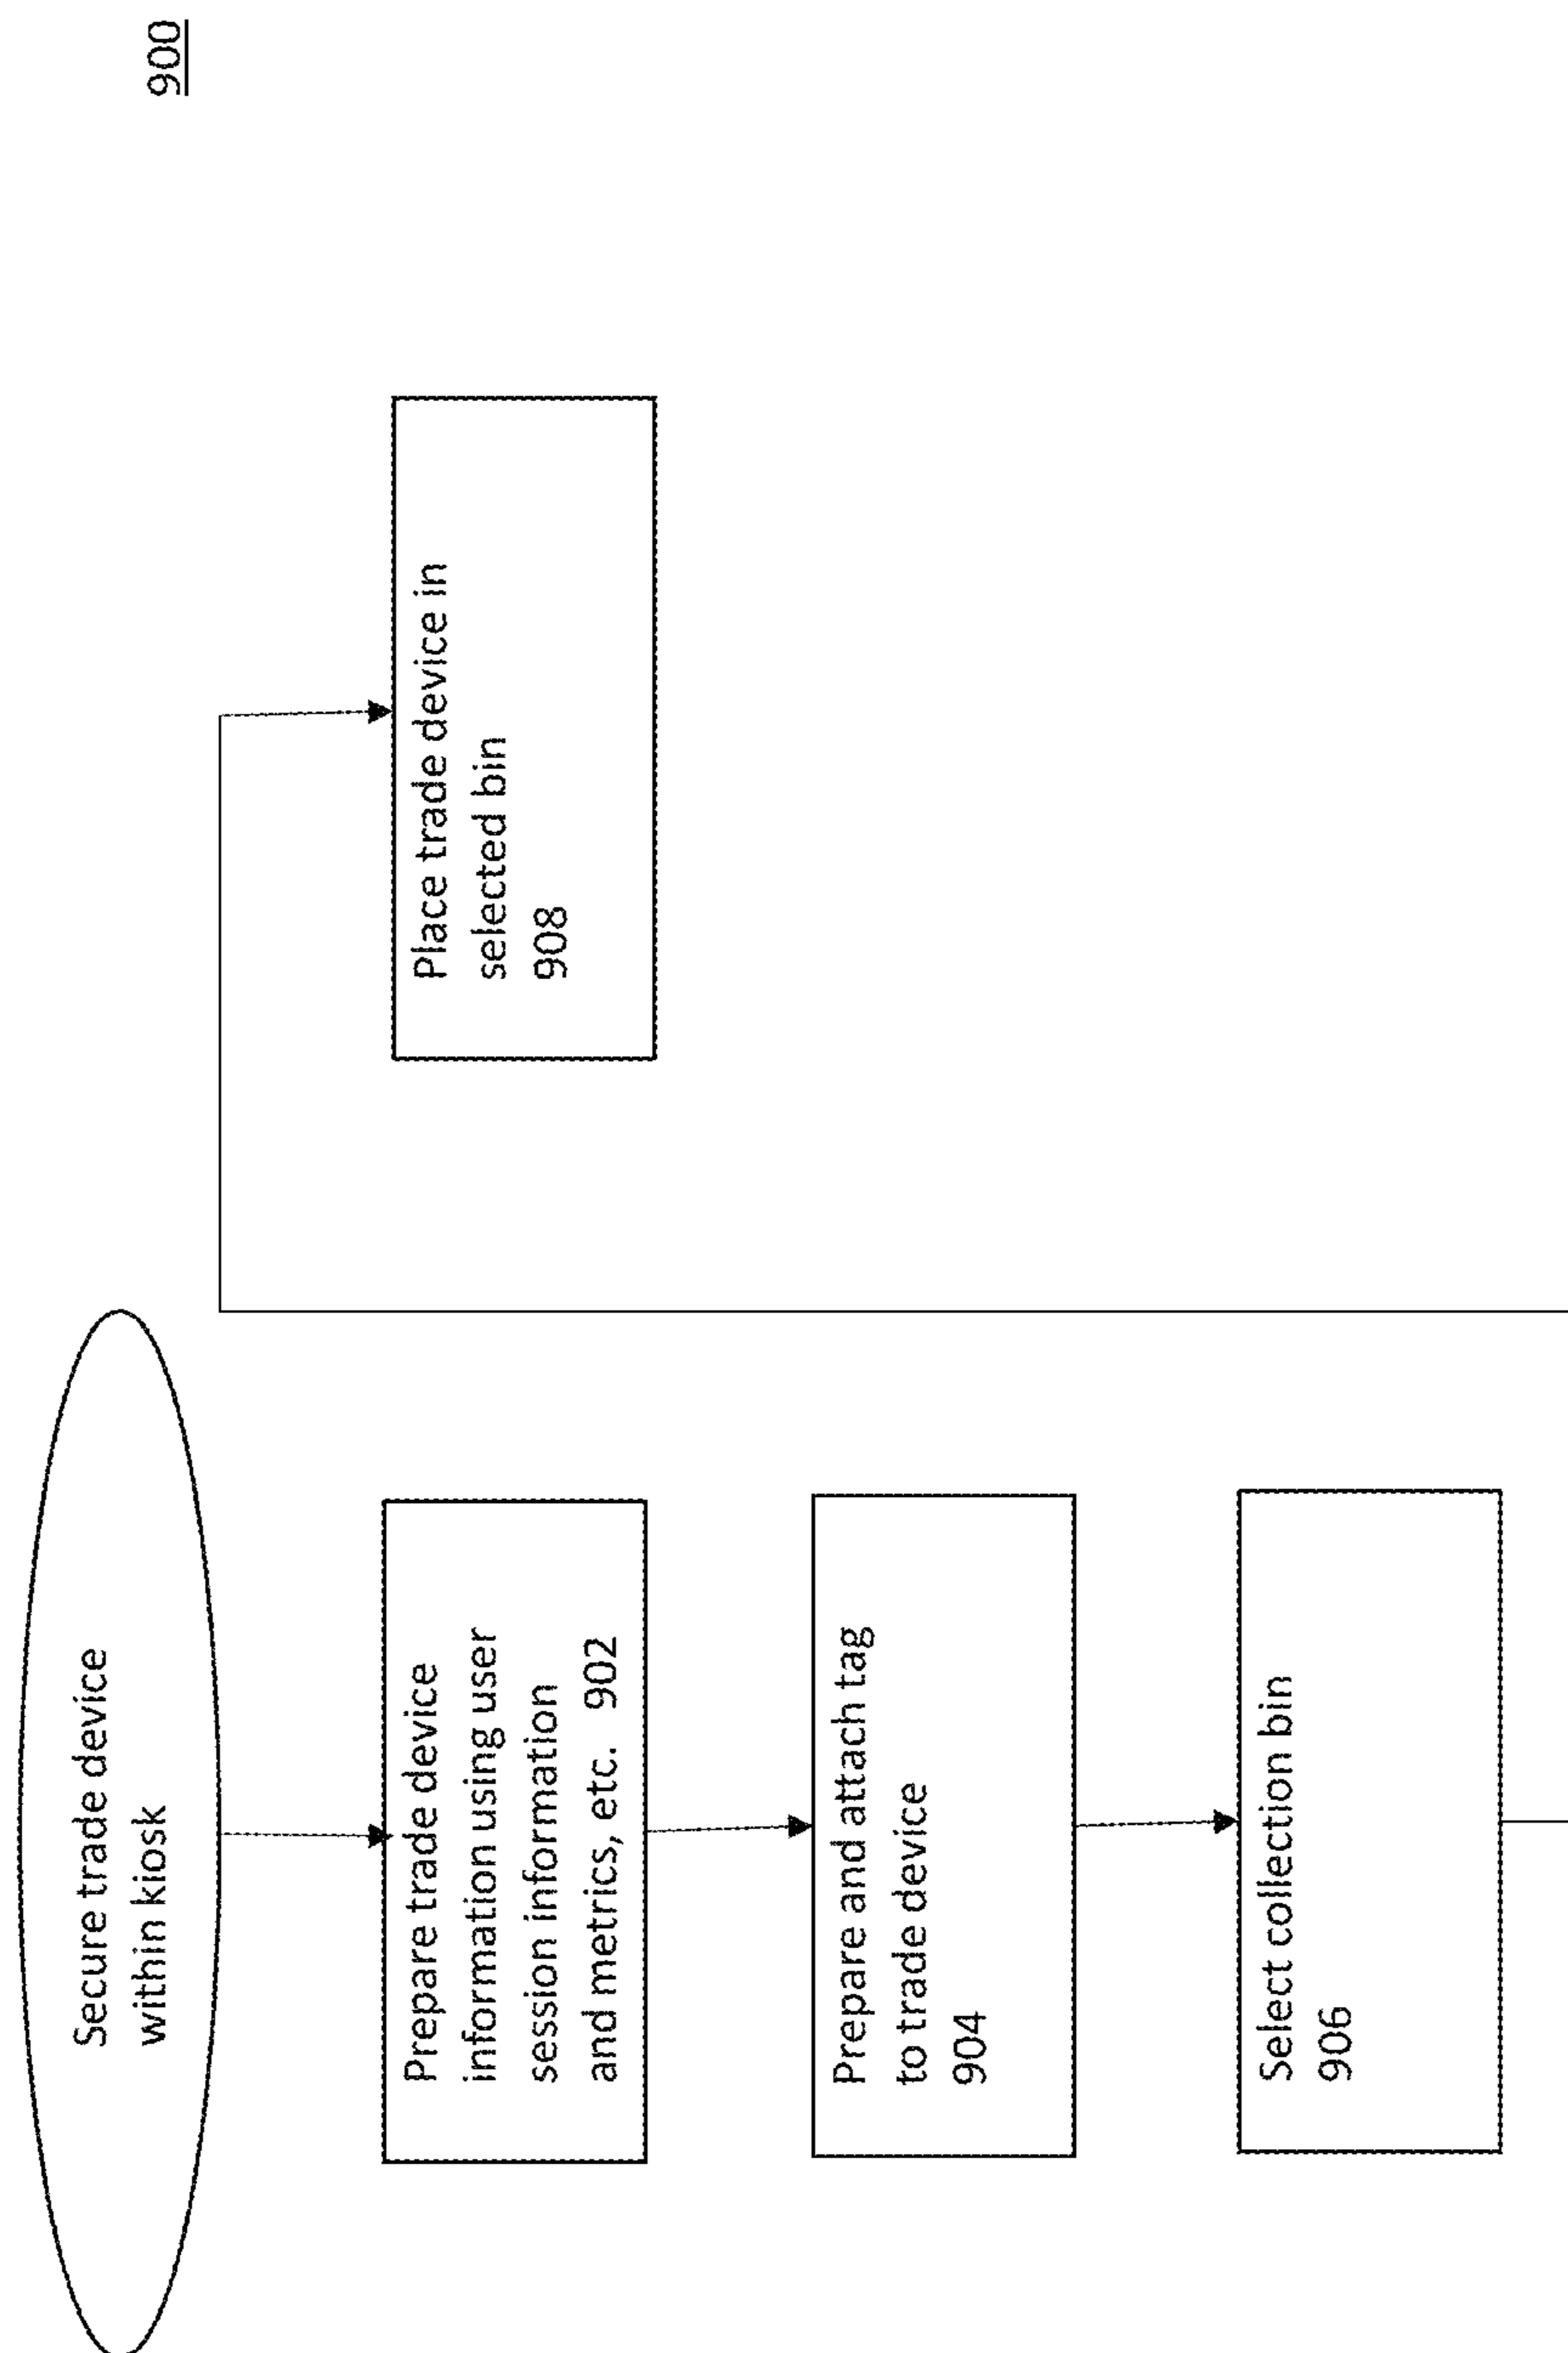 900
Secure trade device
within kiosk
Prepare trade device
information using user
session information
and metrics, etc. 902
Prepare and attach tag
to trade device
904
Select collection bin
906
Place trade device in
selected bin
908